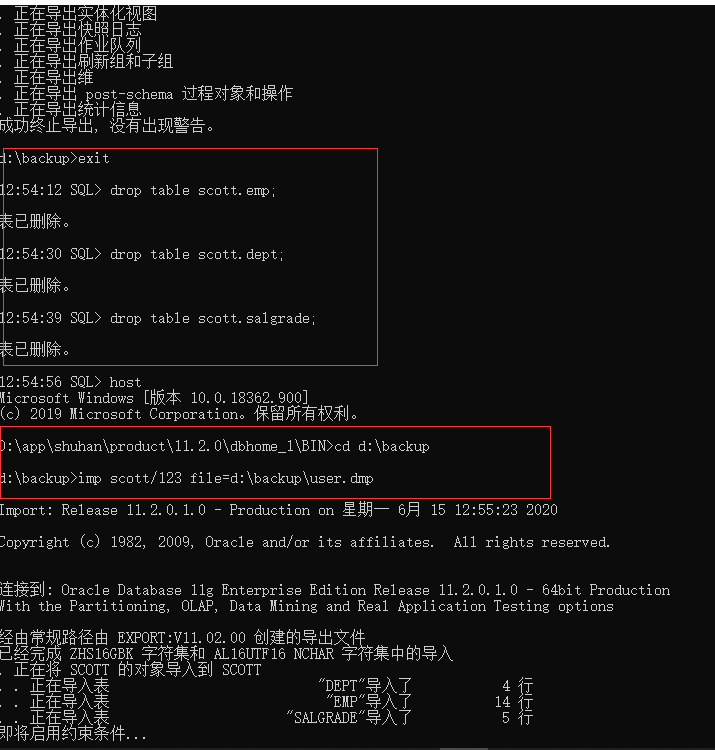 . 正在导出实体化视图
. 正在导出快照日志
. 正在导出作业队列
. 正在导出刷新组和子组
. 正在导出维
. 正在导出 post-schema 过程对象和操作
. 正在导出统计信息
成功终止导出, 没有出现警告。
d:\backup>exit
12:54:12 SQL> drop table scott.emp;
表已删除。
12:54:30 SQL> drop table scott.dept;
表已删除。
12:54:39 SQL> drop table scott.salgrade;
表已删除。
12:54:56 SQL> host
Microsoft Windows [版本 10.0.18362.900]
(c) 2019 Microsoft Corporation。保留所有权利。
D:\app\shuhan\product\11.2.0\dbhome_1\BIN>cd d:\backup
d:\backup>imp scott/123 file=d:\backup\user.dmp
Import: Release 11.2.0.1.0 - Production on 星期一 6月 15 12:55:23 2020
Copyright (c) 1982, 2009, Oracle and/or its affiliates.  All rights reserved.
连接到: Oracle Database 11g Enterprise Edition Release 11.2.0.1.0 - 64bit Production
With the Partitioning, OLAP, Data Mining and Real Application Testing options
经由常规路径由 EXPORT:V11.02.00 创建的导出文件
已经完成 ZHS16GBK 字符集和 AL16UTF16 NCHAR 字符集中的导入
. 正在将 SCOTT 的对象导入到 SCOTT
. . 正在导入表 "DEPT"导入了 4 行
. . 正在导入表 "EMP"导入了 14 行
. . 正在导入表 "SALGRADE"导入了 5 行
即将启用约束条件...